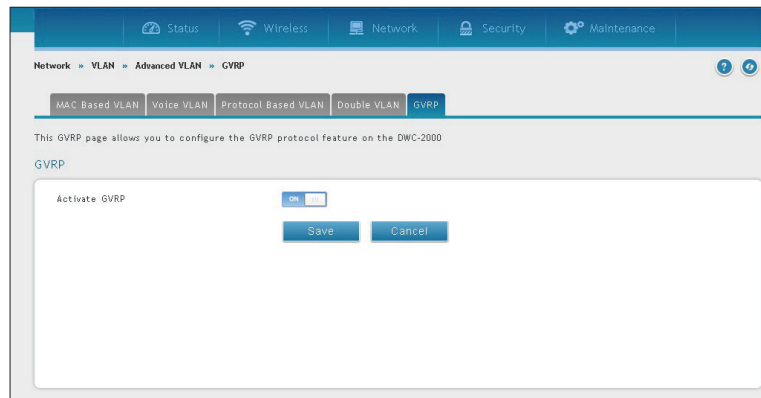 Status Wireless Network Security Maintenance
Network » VLAN » Advanced VLAN » GVRP
MAC Based VLAN Voice VLAN Protocol Based VLAN Double VLAN GVRP
This GVRP page allows you to configure the GVRP protocol feature on the DWC-2000
GVRP
Activate GVRP ON
Save Cancel